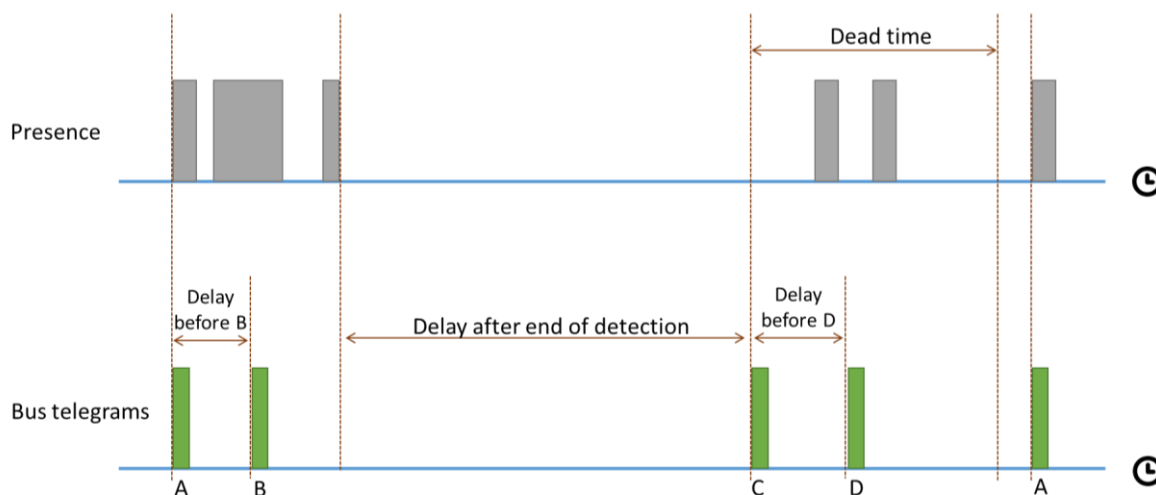 Dead time
Presence
Delay
before B
Delay after end of detection
Delay
before D
Bus telegrams
A
B
C
D
A